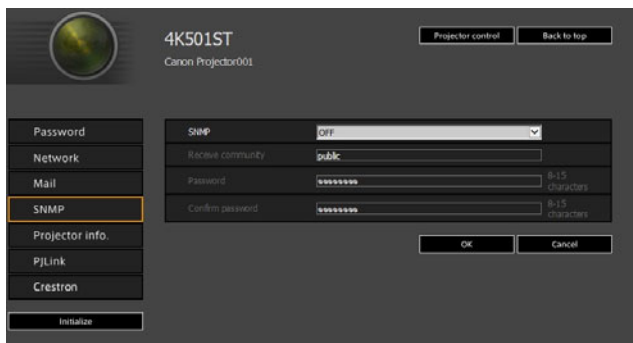 4K501ST
Canon Projector001
Projector control
Back to top
Password
Network
Mail
SNMP
Projector info.
PJLink
Crestron
Initialize
SNMP OFF
Receive community public
Password ******** 8-15 characters
Confirm password ******** 8-15 characters
OK
Cancel